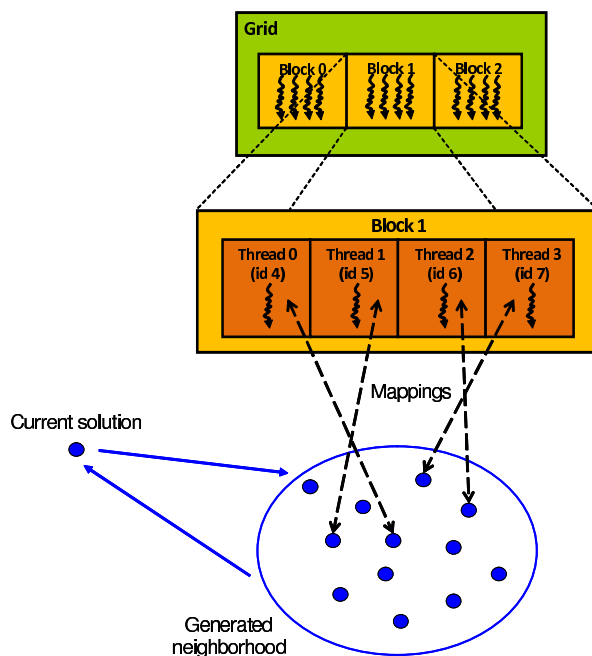 Grid
Block 0 Block 1 Block 2
Block 1
Thread 0 Thread 1 Thread 2 Thread 3
(id 4) (id 5) (id 6) (id 7)
Mappings
Current solution
Generated
neighborhood